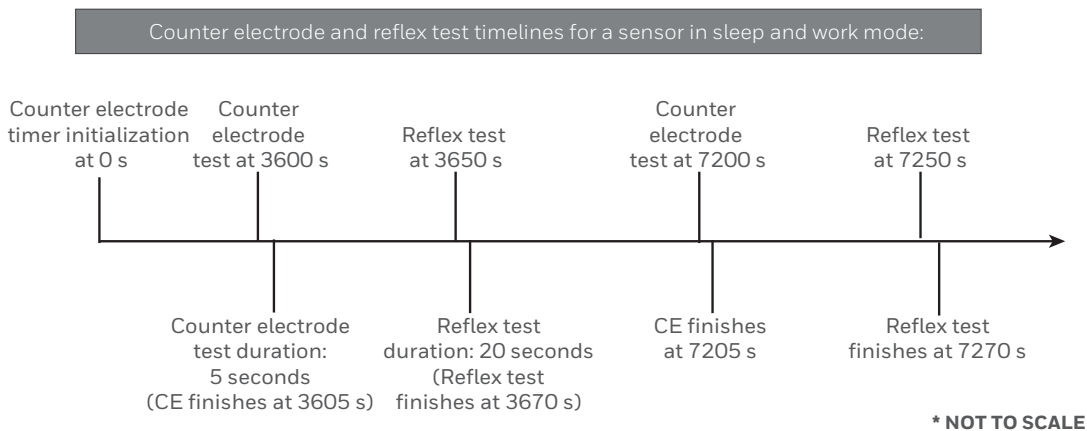 Counter electrode and reflex test timelines for a sensor in sleep and work mode:
Counter electrode
timer initialization
at 0 s
Counter
electrode
test at 3600 s
Reflex test
at 3650 s
Counter
electrode
test at 7200 s
Reflex test
at 7250 s
Counter electrode
test duration:
5 seconds
(CE finishes at 3605 s)
Reflex test
duration: 20 seconds
(Reflex test
finishes at 3670 s)
CE finishes
at 7205 s
Reflex test
finishes at 7270 s
* NOT TO SCALE